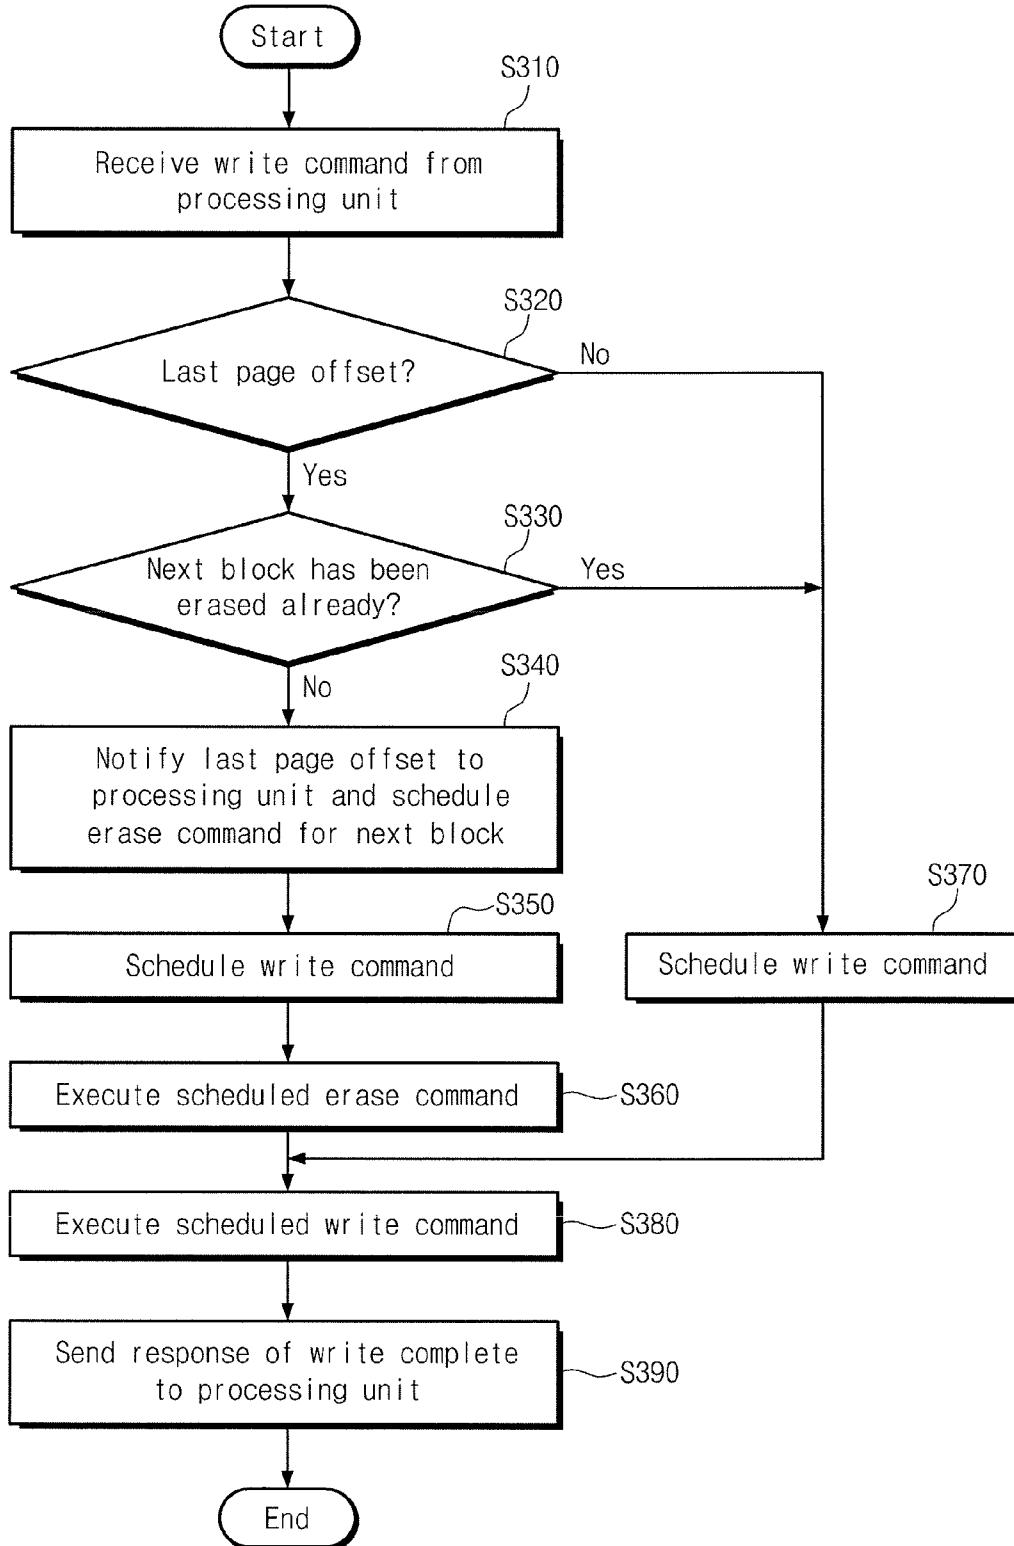 Start
S310
Receive write command from
processing unit
S320
Last page offset?
No
Yes
S330
Next block has been
erased already?
Yes
No
S340
Notify last page offset to
processing unit and schedule
erase command for next block
S350
Schedule write command
S370
Schedule write command
Execute scheduled erase command
S360
Execute scheduled write command
S380
Send response of write complete
to processing unit
S390
End